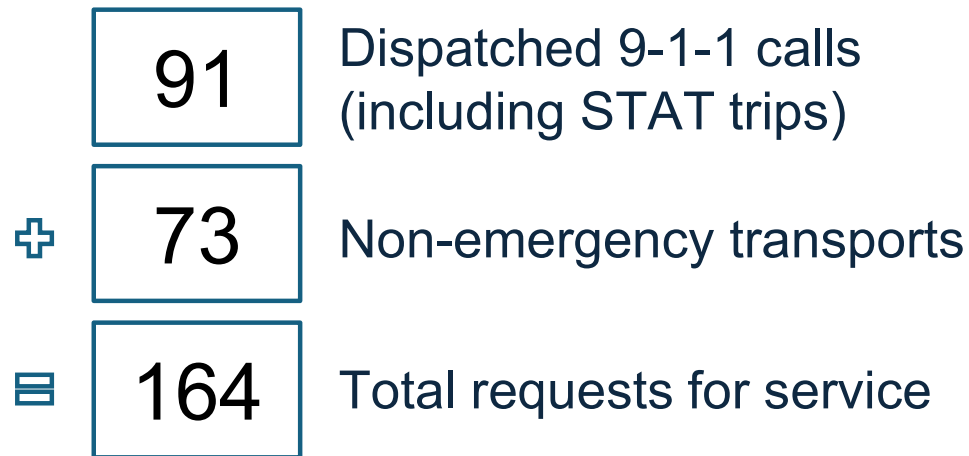 91
Dispatched 9-1-1 calls
(including STAT trips)
+
73
Non-emergency transports
=
164
Total requests for service